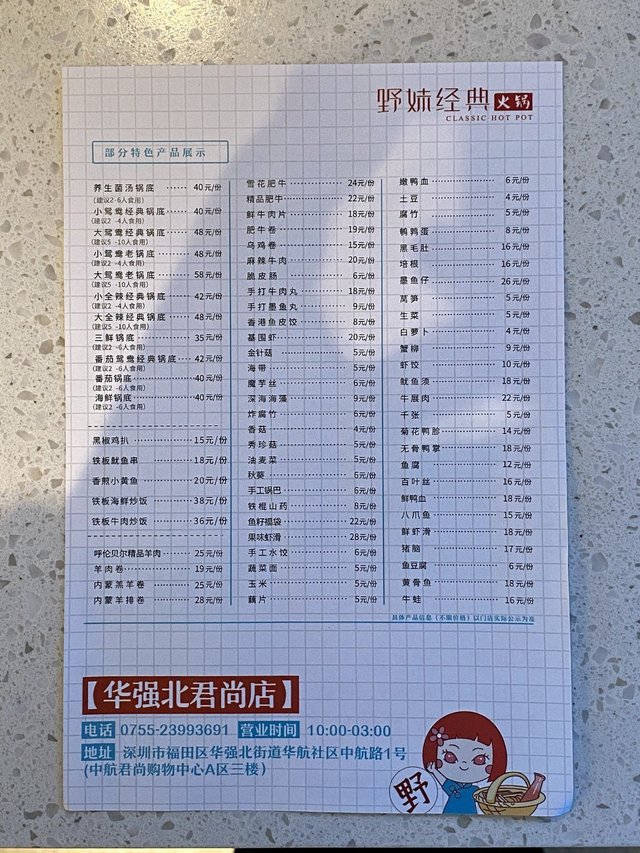 野妹经典 火锅
CLASSIC HOT POT
部分特色产品展示
养生菌汤锅底 ······ 40元/份
(建议2-6人食用)
小鸳鸯经典锅底 ··· 40元/份
(建议2 -4人食用)
大鸳鸯经典锅底 ··· 48元/份
(建议5 -10人食用)
小鸳鸯老锅底 ······ 48元/份
(建议2 -4人食用)
大鸳鸯老锅底 ······ 58元/份
(建议5 -10人食用)
小全辣经典锅底 ··· 42元/份
(建议2 -4人食用)
大全辣经典锅底 ··· 48元/份
(建议5 -10人食用)
三鲜锅底 ············ 35元/份
(建议2 -6人食用)
番茄鸳鸯经典锅底 ··· 42元/份
(建议2 -6人食用)
番茄锅底 ············ 40元/份
(建议2 -6人食用)
海鲜锅底 ············ 40元/份
(建议2 -6人食用)
黑椒鸡扒 ············ 15元/份
铁板鱿鱼串 ········· 18元/份
香煎小黄鱼 ········· 20元/份
铁板海鲜炒饭 ······ 38元/份
铁板牛肉炒饭 ······ 36元/份
呼伦贝尔精品羊肉 ··· 25元/份
羊肉卷 ··············· 19元/份
内蒙羔羊卷 ········· 25元/份
内蒙羊排卷 ········· 28元/份
雪花肥牛 ············ 24元/份
精品肥牛 ············ 22元/份
鲜牛肉片 ············ 18元/份
肥牛卷 ··············· 19元/份
乌鸡卷 ··············· 15元/份
麻辣牛肉 ············ 20元/份
脆皮肠 ··············· 6元/份
手打牛肉丸 ········· 18元/份
手打墨鱼丸 ········· 9元/份
香港鱼皮饺 ········· 8元/份
基围虾 ··············· 20元/份
金针菇 ··············· 5元/份
海带 ·················· 5元/份
魔芋丝 ··············· 6元/份
深海海藻 ············ 9元/份
炸腐竹 ··············· 6元/份
香菇 ·················· 4元/份
秀珍菇 ··············· 5元/份
油麦菜 ··············· 5元/份
秋葵 ·················· 6元/份
手工锅巴 ············ 6元/份
铁棍山药 ············ 8元/份
鱼籽福袋 ············ 22元/份
果味虾滑 ············ 28元/份
手工水饺 ············ 6元/份
蔬菜面 ··············· 5元/份
玉米 ·················· 5元/份
藕片 ·················· 5元/份
嫩鸭血 ··············· 6元/份
土豆 ·················· 4元/份
腐竹 ·················· 5元/份
鹌鹑蛋 ··············· 8元/份
黑毛肚 ··············· 16元/份
培根 ·················· 16元/份
墨鱼仔 ··············· 26元/份
莴笋 ·················· 5元/份
生菜 ·················· 5元/份
白萝卜 ··············· 4元/份
蟹柳 ·················· 9元/份
虾饺 ·················· 10元/份
鱿鱼须 ··············· 18元/份
牛展肉 ··············· 22元/份
千张 ·················· 5元/份
菊花鸭胗 ············ 14元/份
无骨鸭掌 ············ 18元/份
鱼腐 ·················· 12元/份
百叶丝 ··············· 16元/份
鲜鸭血 ··············· 18元/份
八爪鱼 ··············· 15元/份
鲜虾滑 ··············· 18元/份
猪脑 ·················· 17元/份
鱼豆腐 ··············· 6元/份
黄骨鱼 ··············· 18元/份
牛蛙 ·················· 16元/份
具体产品信息（不限价格）以门店实际公示为准
【华强北君尚店】
电话 0755-23993691 营业时间 10:00-03:00
地址 深圳市福田区华强北街道华航社区中航路1号
(中航君尚购物中心A区三楼)
野